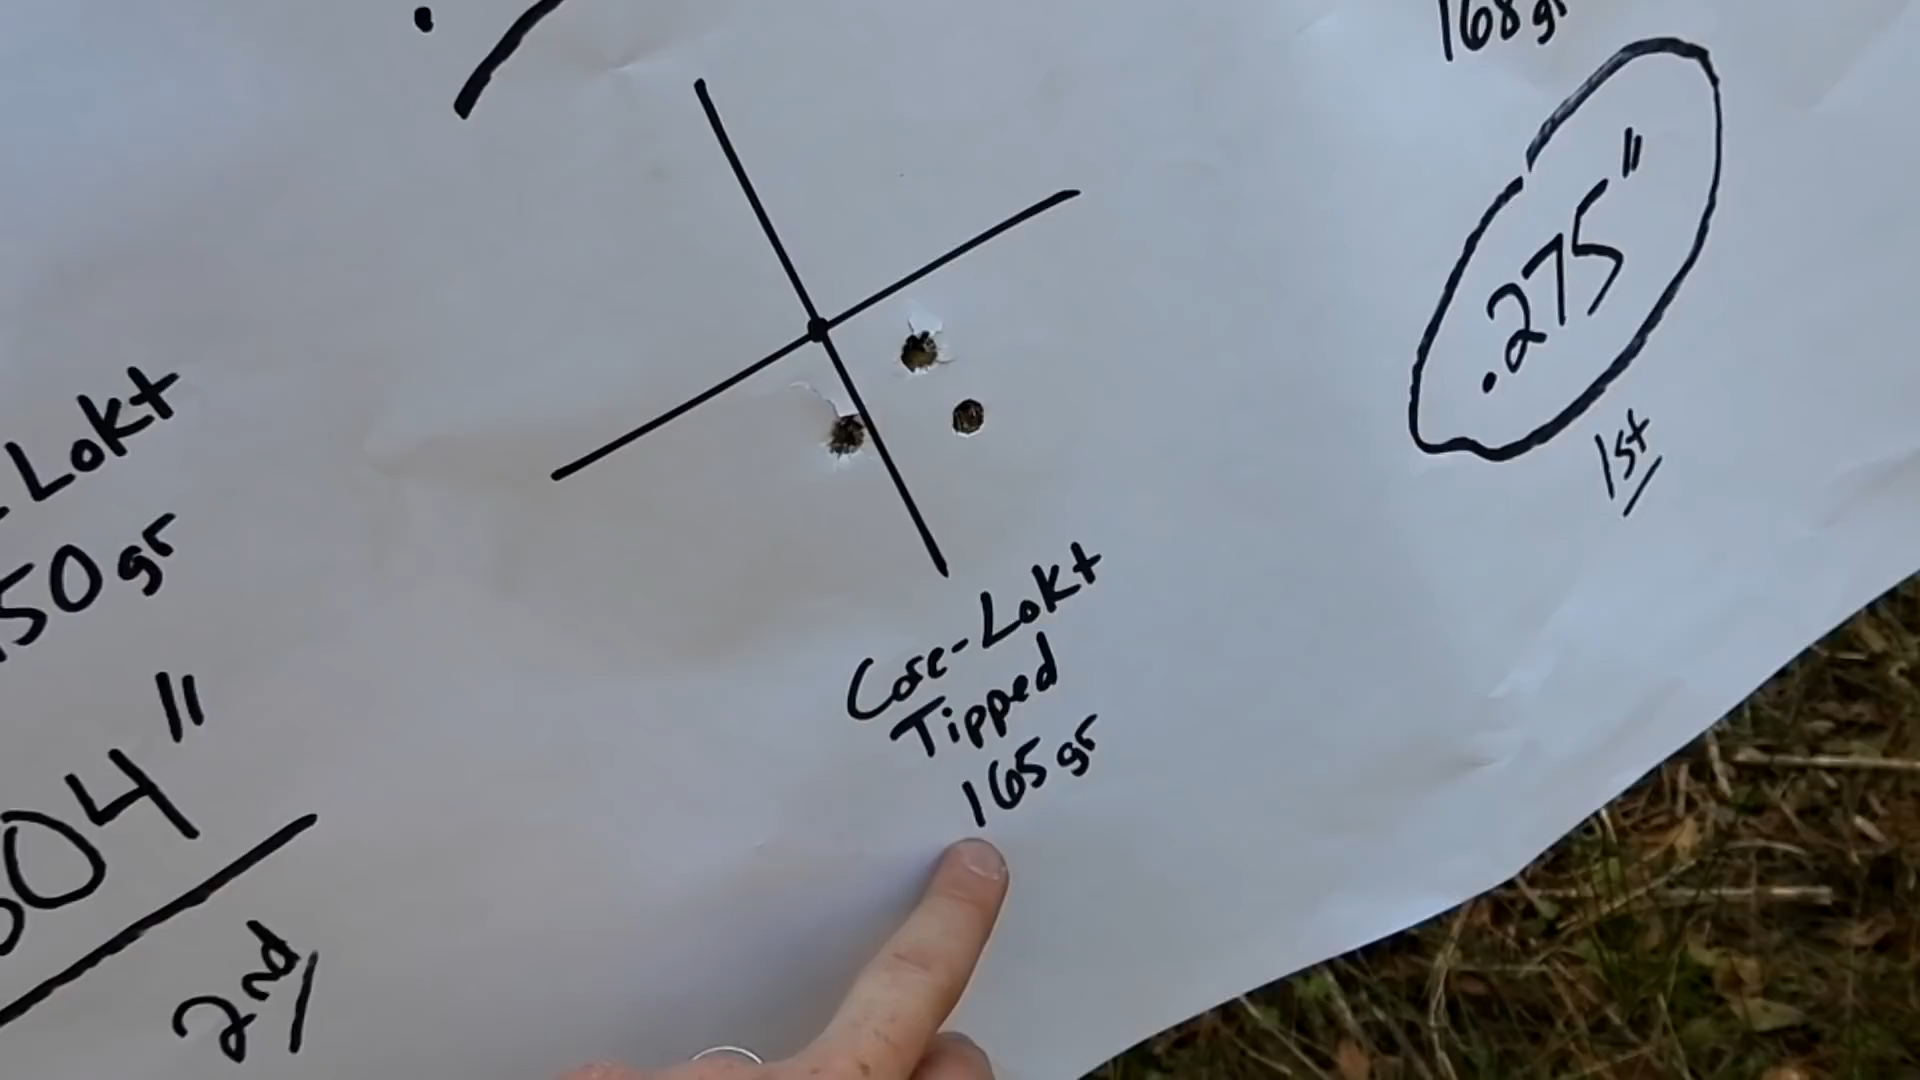 168gr
.275"
1st
-Lokt
50gr
04"
2nd
Core-Lokt
Tipped
165gr